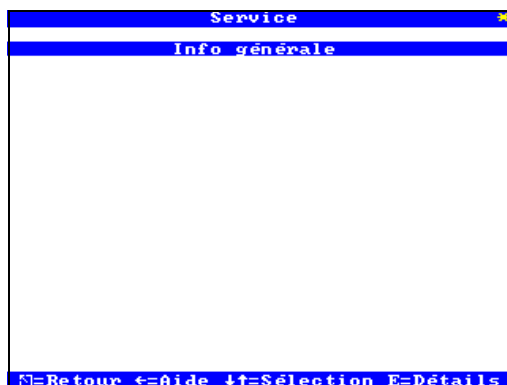 Service *
Info générale
⇱=Retour ←=Aide ↓↑=Sélection E=Détails